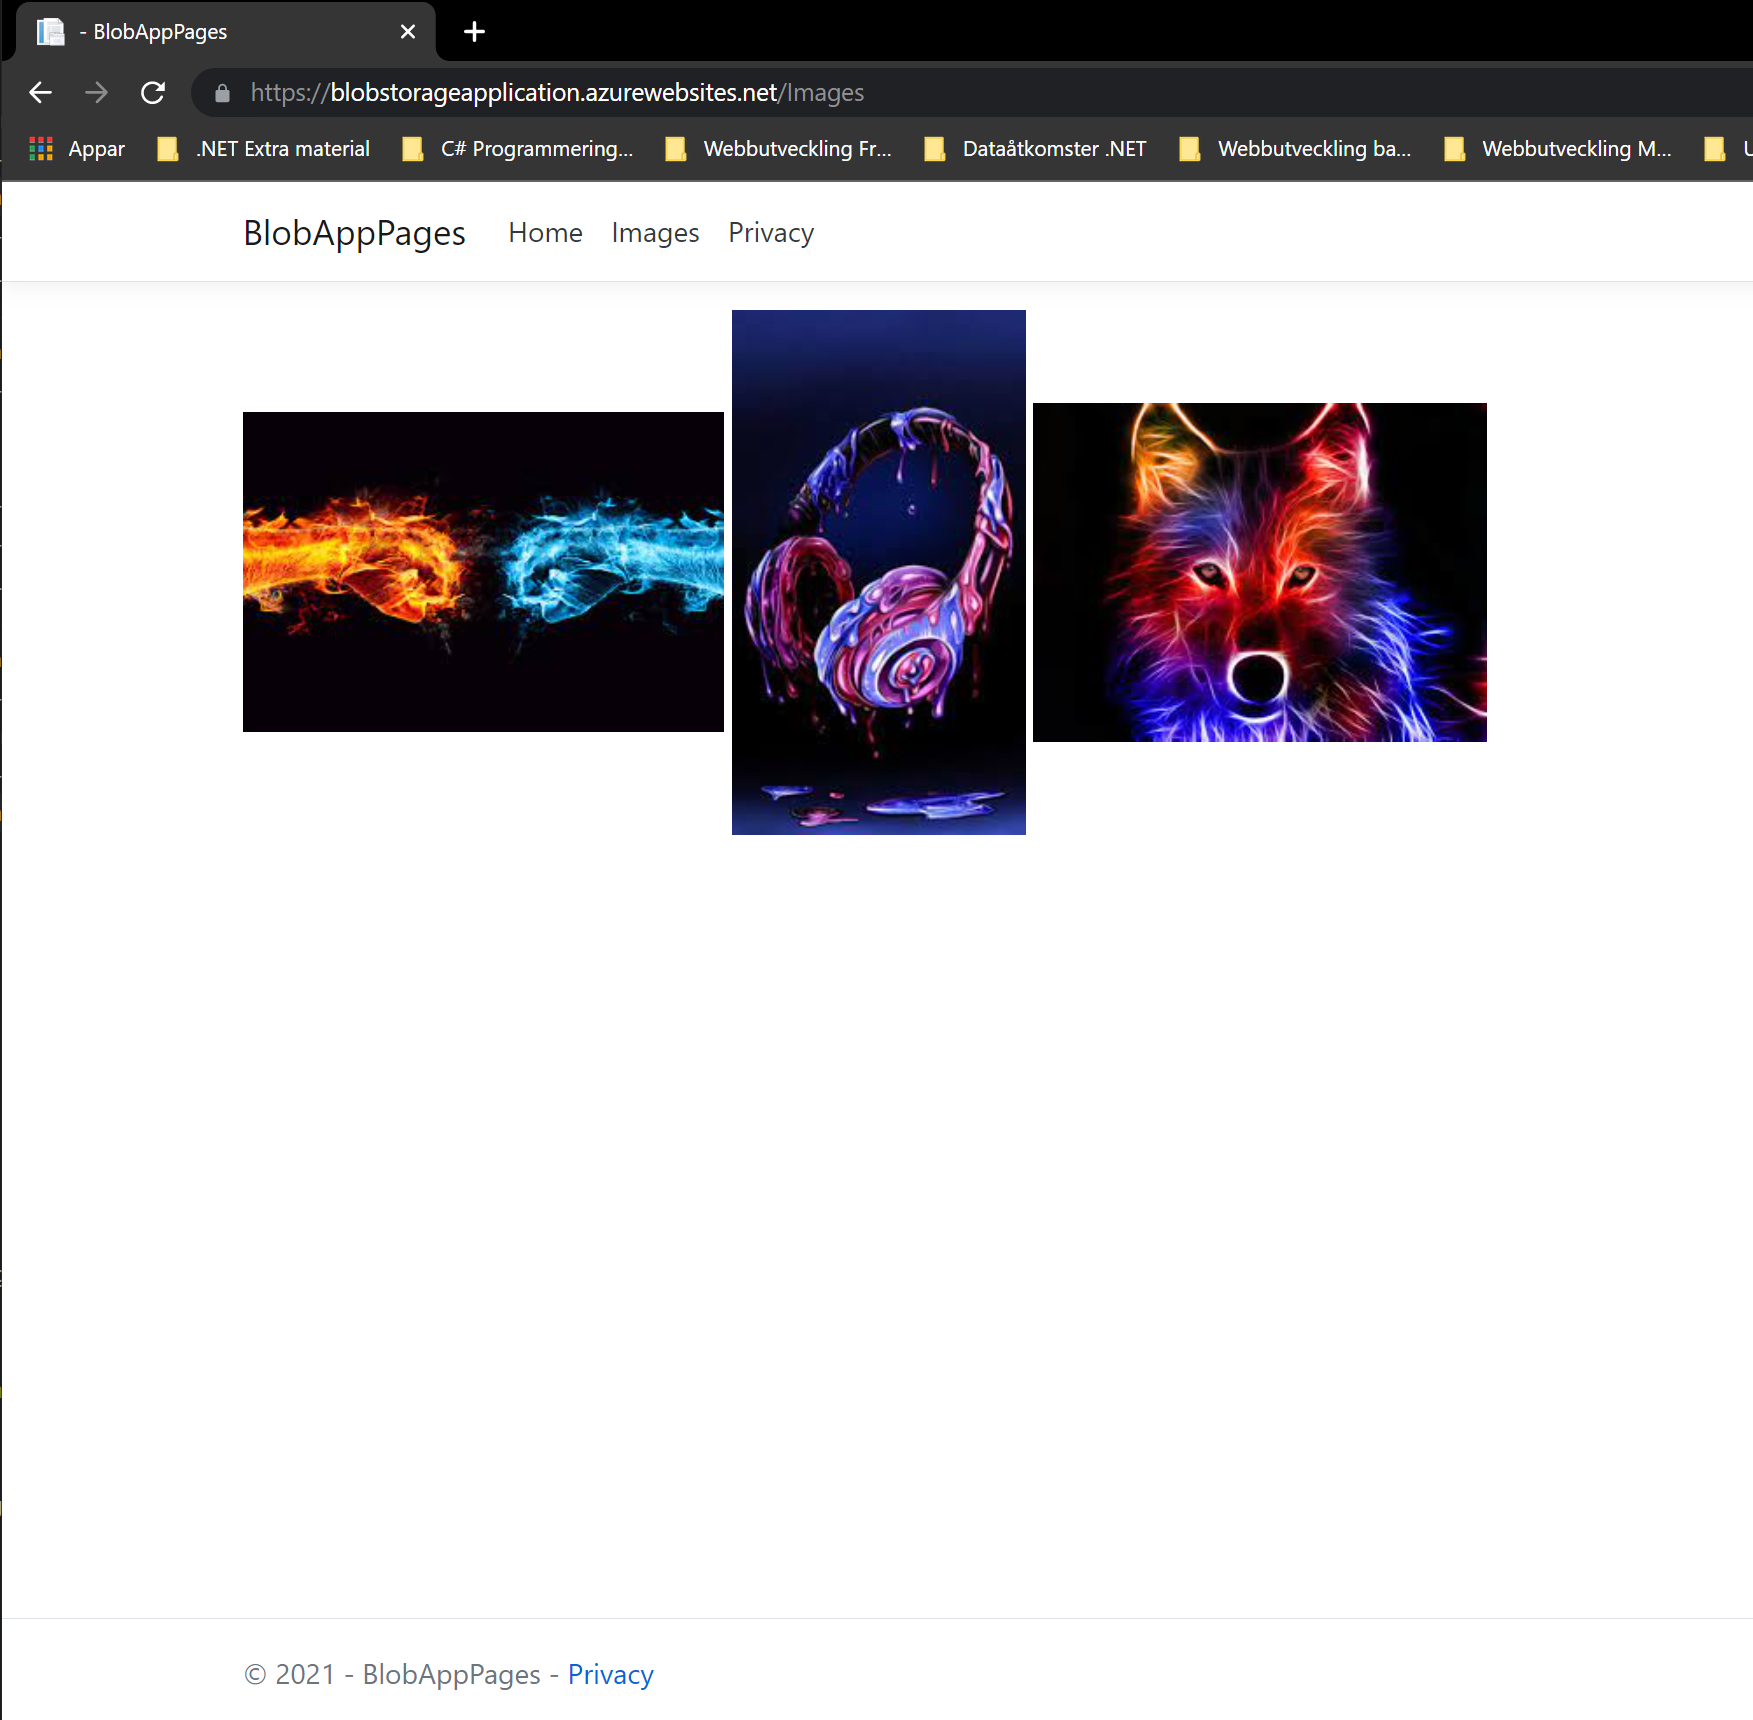 - BlobAppPages
https://blobstorageapplication.azurewebsites.net/Images
Appar .NET Extra material C# Programmering... Webbutveckling Fr... Dataåtkomster .NET Webbutveckling ba... Webbutveckling M...
BlobAppPages Home Images Privacy
© 2021 - BlobAppPages - Privacy